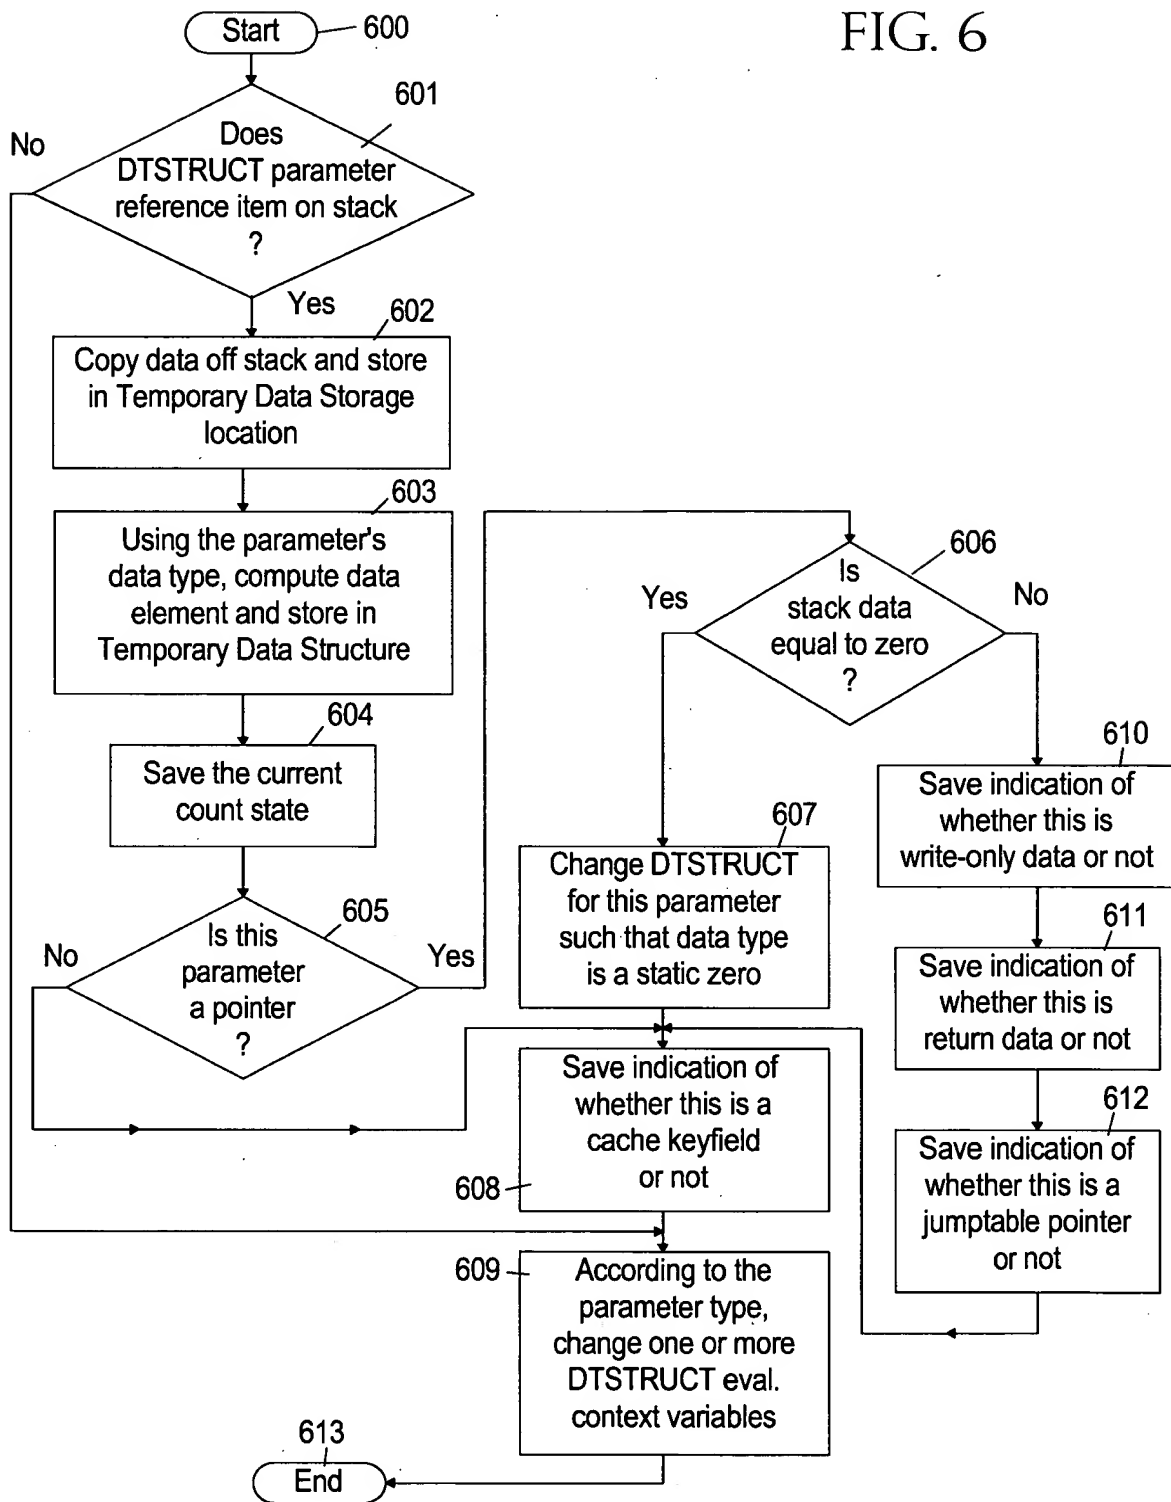 FIG. 6
Start
600
601
Does
DTSTRUCT parameter
reference item on stack
?
No
Yes
602
Copy data off stack and store
in Temporary Data Storage
location
603
Using the parameter's
data type, compute data
element and store in
Temporary Data Structure
604
Save the current
count state
605
Is this
parameter
a pointer
?
No
Yes
606
Is
stack data
equal to zero
?
Yes
No
607
Change DTSTRUCT
for this parameter
such that data type
is a static zero
608
Save indication of
whether this is a
cache keyfield
or not
609
According to the
parameter type,
change one or more
DTSTRUCT eval.
context variables
610
Save indication of
whether this is
write-only data or not
611
Save indication of
whether this is
return data or not
612
Save indication of
whether this is a
jumptable pointer
or not
613
End